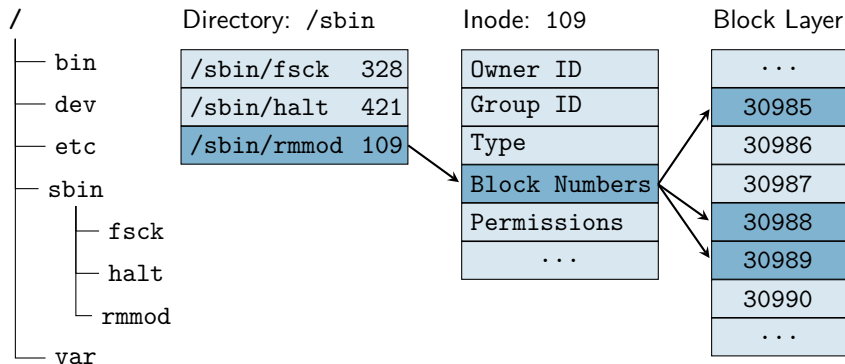 /
bin
dev
etc
sbin
fsck
halt
rmmod
var
Directory: /sbin
/sbin/fsck 328
/sbin/halt 421
/sbin/rmmod 109
Inode: 109
Owner ID
Group ID
Type
Block Numbers
Permissions
...
Block Layer
...
30985
30986
30987
30988
30989
30990
...